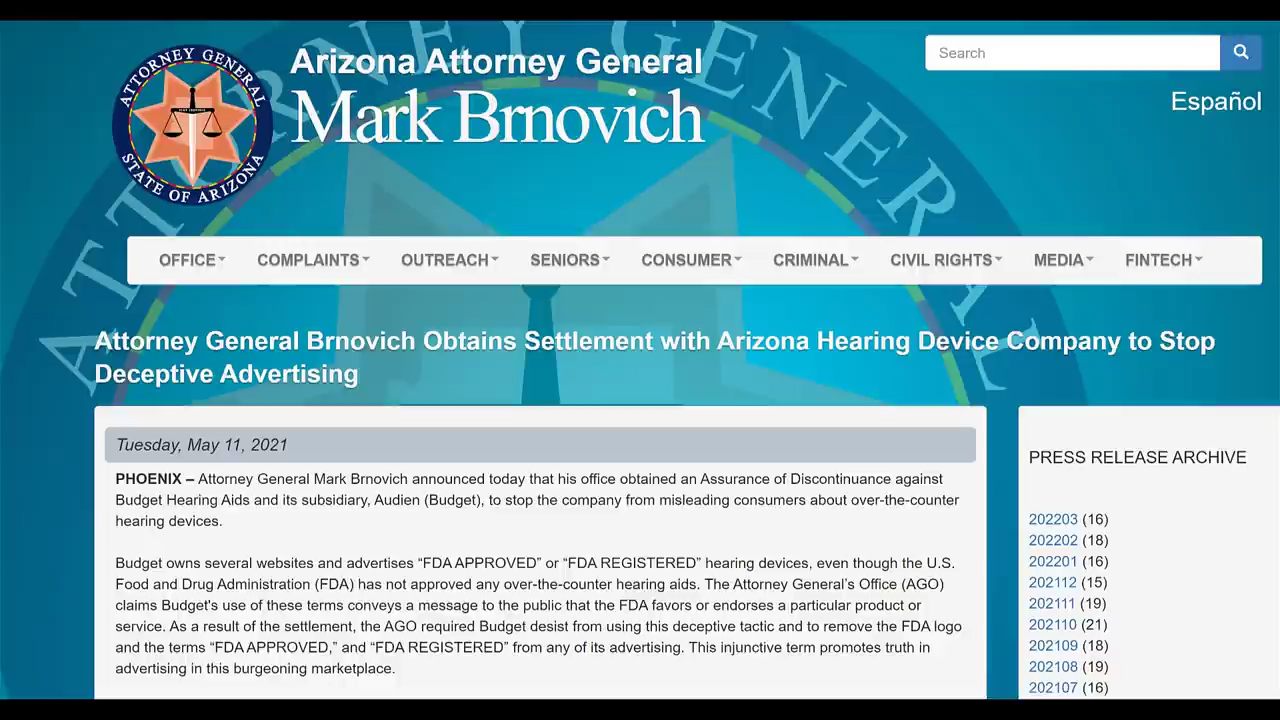 ATTORNEY GENERAL
STATE OF ARIZONA
Arizona Attorney General
Mark Brnovich
Search
Español
ATTORNEY GENERAL
OFFICE
COMPLAINTS
OUTREACH
SENIORS
CONSUMER
CRIMINAL
CIVIL RIGHTS
MEDIA
FINTECH
Attorney General Brnovich Obtains Settlement with Arizona Hearing Device Company to Stop
Deceptive Advertising
Tuesday, May 11, 2021
PHOENIX – Attorney General Mark Brnovich announced today that his office obtained an Assurance of Discontinuance against
Budget Hearing Aids and its subsidiary, Audien (Budget), to stop the company from misleading consumers about over-the-counter
hearing devices.
Budget owns several websites and advertises “FDA APPROVED” or “FDA REGISTERED” hearing devices, even though the U.S.
Food and Drug Administration (FDA) has not approved any over-the-counter hearing aids. The Attorney General’s Office (AGO)
claims Budget's use of these terms conveys a message to the public that the FDA favors or endorses a particular product or
service. As a result of the settlement, the AGO required Budget desist from using this deceptive tactic and to remove the FDA logo
and the terms “FDA APPROVED,” and “FDA REGISTERED” from any of its advertising. This injunctive term promotes truth in
advertising in this burgeoning marketplace.
PRESS RELEASE ARCHIVE
202203 (16)
202202 (18)
202201 (16)
202112 (15)
202111 (19)
202110 (21)
202109 (18)
202108 (19)
202107 (16)